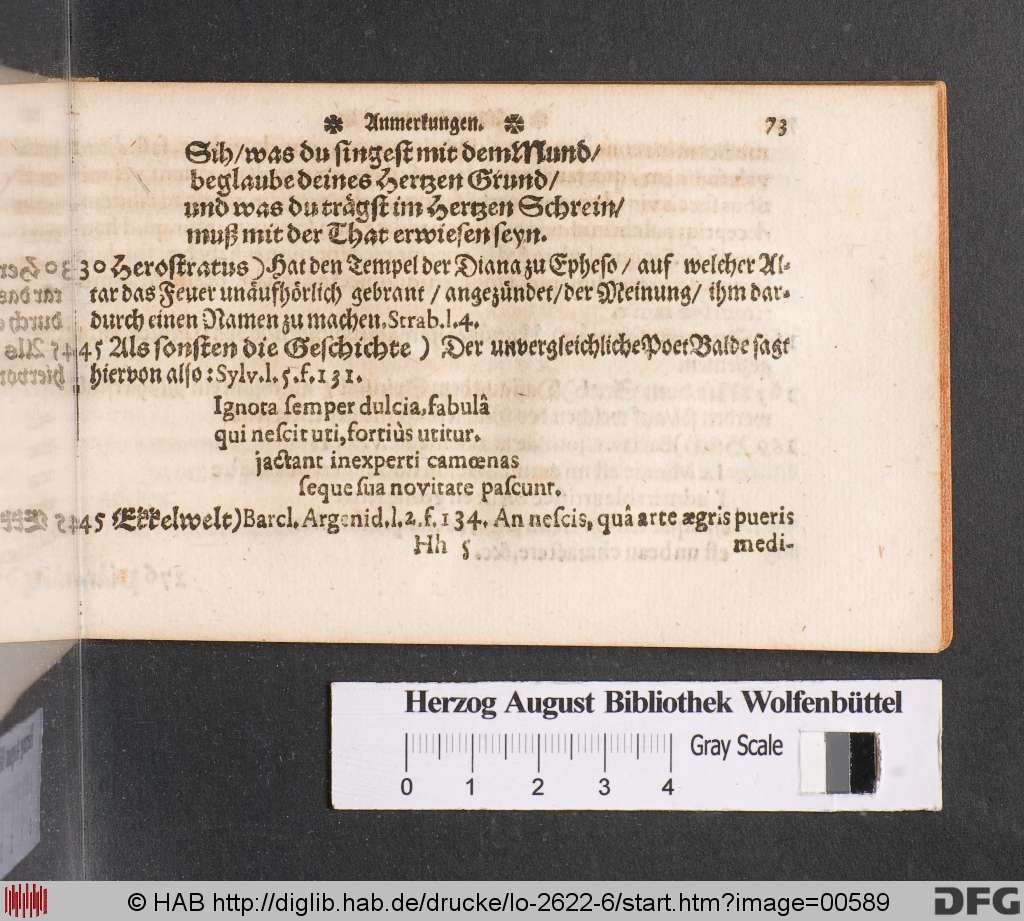 ✽ Anmerkungen. ✽ 73
Sih/was du singest mit dem Mund/
beglaube deines Hertzen Grund/
und was du trägst im Hertzen Schrein/
muß mit der That erwiesen seyn.
30 Herostratus) Hat den Tempel der Diana zu Epheso / auf welcher Al-
tar das Feuer unaufhörlich gebrant / angezündet/der Meinung/ ihm dar-
durch einen Namen zu machen. Strab. l. 4.
45 Als sonsten die Geschichte) Der unvergleichliche Poet Balde sagt
hiervon also: Sylv. l. 5. f. 131.
Ignota semper dulcia, fabulâ
qui nescit uti, fortiùs utitur.
jactant inexperti camœnas
seque sua novitate pascunt.
45 Ekkelwelt) Barcl. Argenid. l. 2. f. 134. An nescis, quâ arte ægris pueris
Hh 5 medi-
Herzog August Bibliothek Wolfenbüttel
Gray Scale
0 1 2 3 4
© HAB http://diglib.hab.de/drucke/lo-2622-6/start.htm?image=00589
DFG